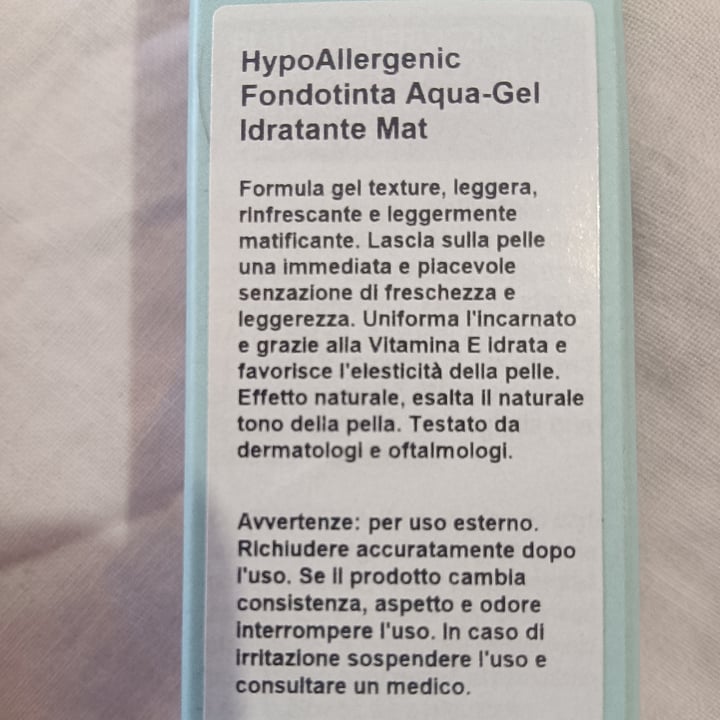 HypoAllergenic
Fondotinta Aqua-Gel
Idratante Mat
Formula gel texture, leggera,
rinfrescante e leggermente
matificante. Lascia sulla pelle
una immediata e piacevole
senzazione di freschezza e
leggerezza. Uniforma l'incarnato
e grazie alla Vitamina E idrata e
favorisce l'elesticità della pelle.
Effetto naturale, esalta il naturale
tono della pella. Testato da
dermatologi e oftalmologi.
Avvertenze: per uso esterno.
Richiudere accuratamente dopo
l'uso. Se il prodotto cambia
consistenza, aspetto e odore
interrompere l'uso. In caso di
irritazione sospendere l'uso e
consultare un medico.